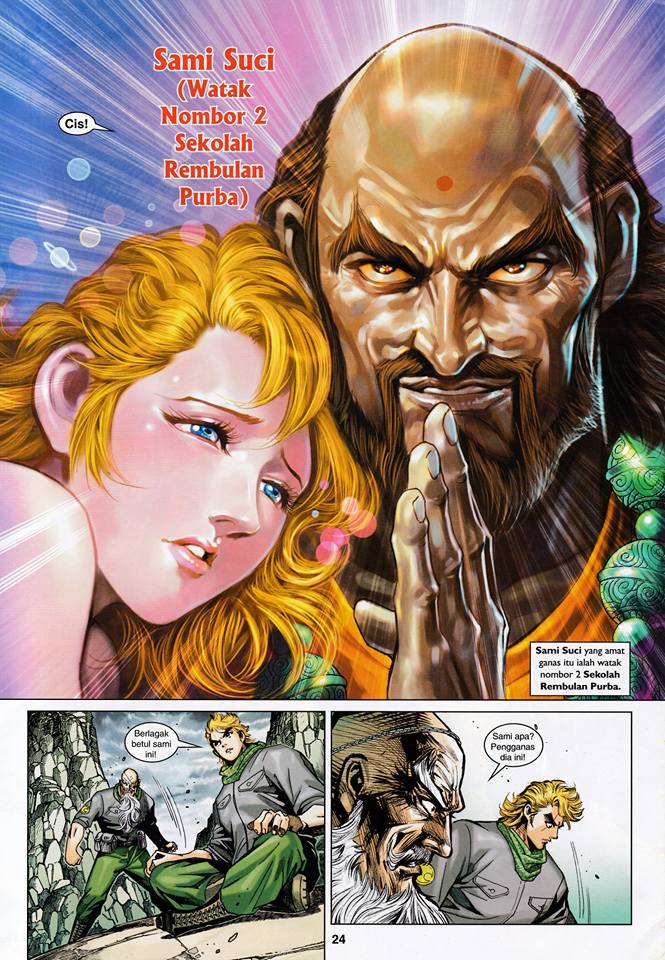 Sami Suci
(Watak
Nombor 2
Sekolah
Rembulan
Purba)
Cis!
Sami Suci yang amat
ganas itu ialah watak
nombor 2 Sekolah
Rembulan Purba.
Berlagak
betul sami
ini!
Sami apa?
Pengganas
dia ini!
24